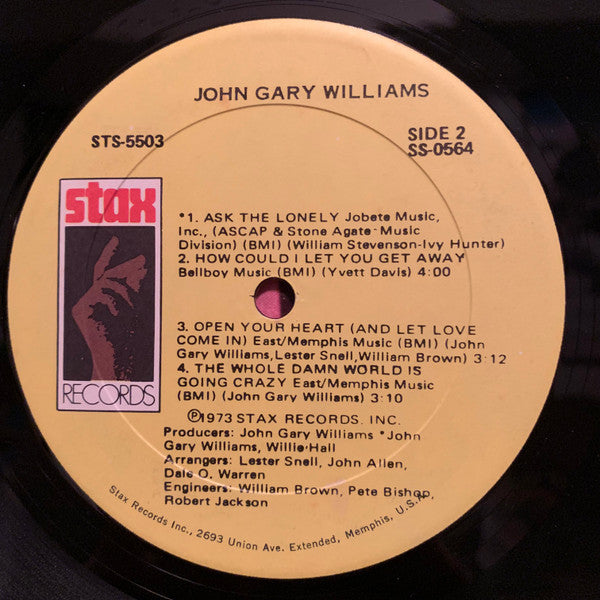 JOHN GARY WILLIAMS
STS-5503
SIDE 2
SS-0564
stax
RECORDS
*1. ASK THE LONELY Jobete Music,
Inc., (ASCAP & Stone Agate Music
Division) (BMI) (William Stevenson-Ivy Hunter)
2. HOW COULD I LET YOU GET AWAY
Bellboy Music (BMI) (Yvett Davis) 4:00
3. OPEN YOUR HEART (AND LET LOVE
COME IN) East/Memphis Music (BMI) (John
Gary Williams, Lester Snell, William Brown) 3:12
4. THE WHOLE DAMN WORLD IS
GOING CRAZY East/Memphis Music
(BMI) (John Gary Williams) 3:10
℗1973 STAX RECORDS. INC.
Producers: John Gary Williams *John
Gary Williams, Willie Hall
Arrangers: Lester Snell, John Allen,
Dale O. Warren
Engineers: William Brown, Pete Bishop,
Robert Jackson
Stax Records Inc., 2693 Union Ave. Extended, Memphis, U.S.A.